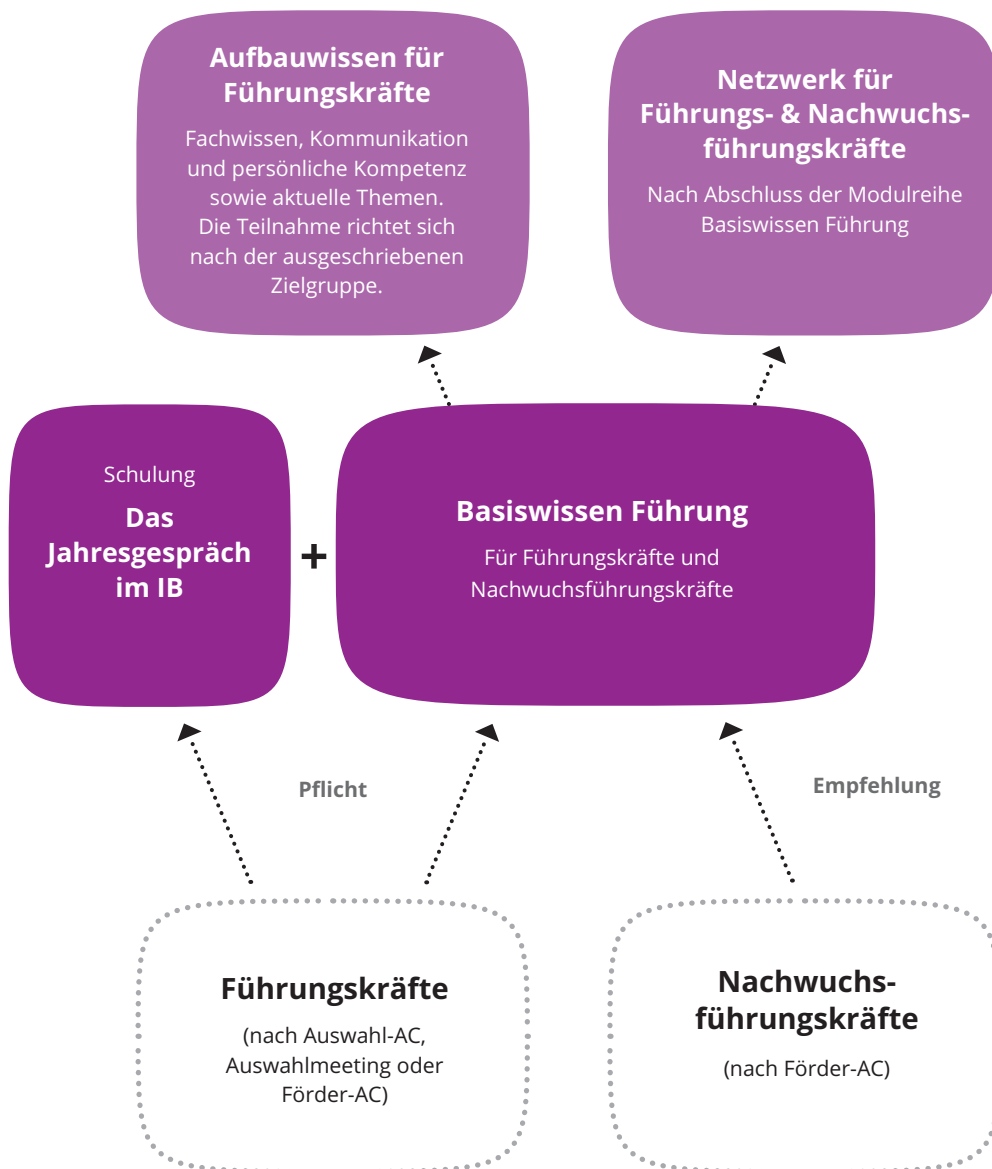 Aufbauwissen für
Führungskräfte
Fachwissen, Kommunikation
und persönliche Kompetenz
sowie aktuelle Themen.
Die Teilnahme richtet sich
nach der ausgeschriebenen
Zielgruppe.
Netzwerk für
Führungs- & Nachwuchs-
führungskräfte
Nach Abschluss der Modulreihe
Basiswissen Führung
Schulung
Das
Jahresgespräch
im IB
+
Basiswissen Führung
Für Führungskräfte und
Nachwuchsführungskräfte
Pflicht
Empfehlung
Führungskräfte
(nach Auswahl-AC,
Auswahlmeeting oder
Förder-AC)
Nachwuchs-
führungskräfte
(nach Förder-AC)